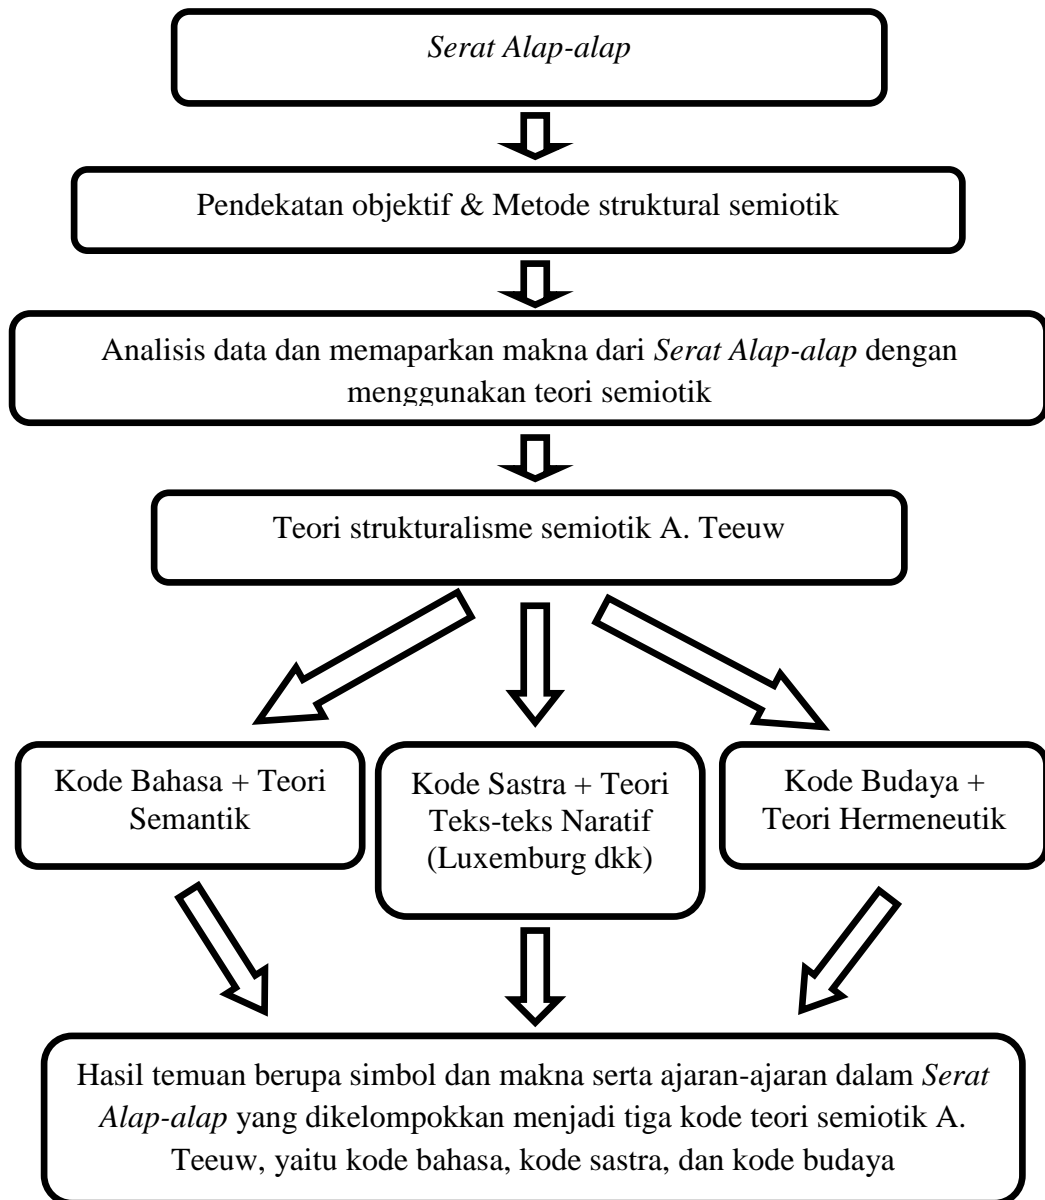 Serat Alap-alap
Pendekatan objektif & Metode struktural semiotik
Analisis data dan memaparkan makna dari Serat Alap-alap dengan
menggunakan teori semiotik
Teori strukturalisme semiotik A. Teeuw
Kode Bahasa + Teori
Semantik
Kode Sastra + Teori
Teks-teks Naratif
(Luxemburg dkk)
Kode Budaya +
Teori Hermeneutik
Hasil temuan berupa simbol dan makna serta ajaran-ajaran dalam Serat
Alap-alap yang dikelompokkan menjadi tiga kode teori semiotik A.
Teeuw, yaitu kode bahasa, kode sastra, dan kode budaya